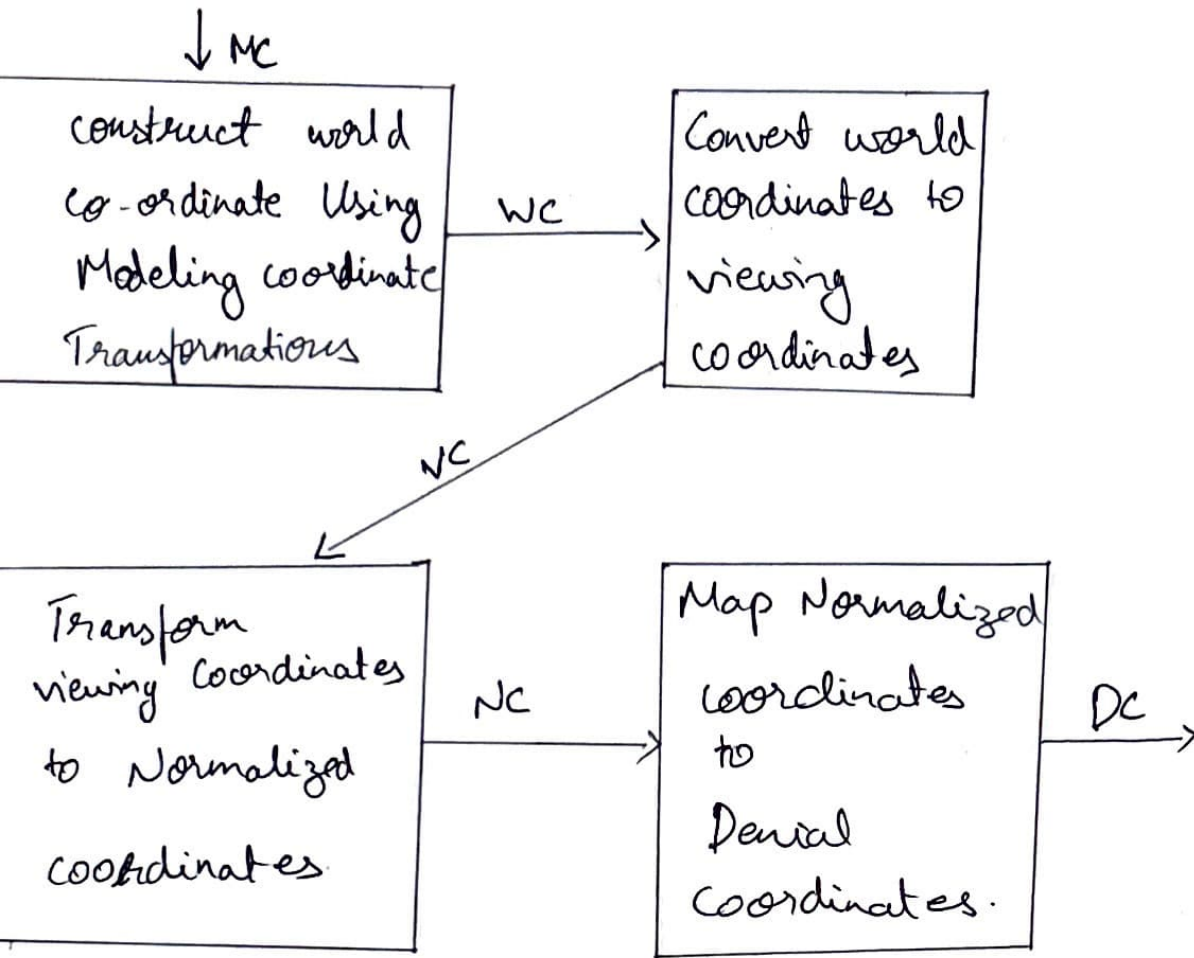 MC
construct world
co-ordinate Using
Modeling coordinate
Transformations
WC
Convert world
coordinates to
viewing
coordinates
VC
Transform
viewing Coordinates
to Normalized
coordinates.
NC
Map Normalized
coordinates
to
Denial
Coordinates.
DC